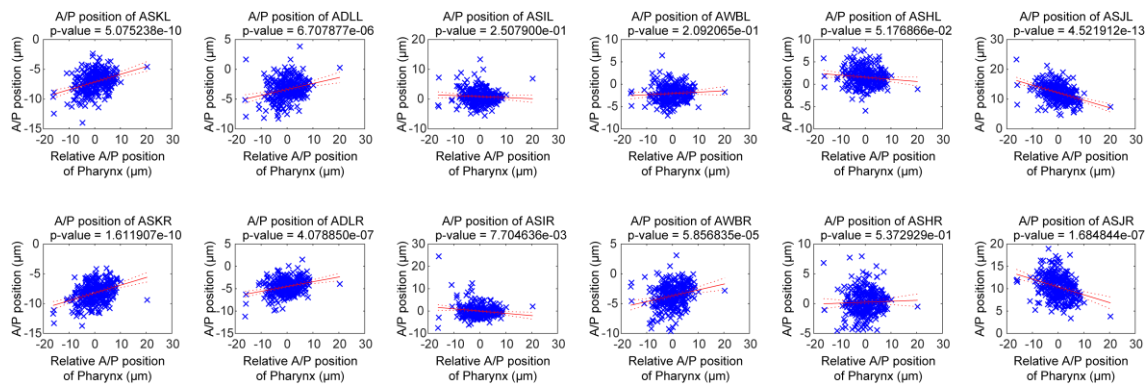 A/P position of ASKL
p-value = 5.075238e-10
A/P position (µm)
0
-5
-10
-15
-20 -10 0 10 20 30
Relative A/P position
of Pharynx (µm)
A/P position of ADLL
p-value = 6.707877e-06
A/P position (µm)
5
0
-5
-10
-20 -10 0 10 20 30
Relative A/P position
of Pharynx (µm)
A/P position of ASIL
p-value = 2.507900e-01
A/P position (µm)
15
10
5
0
-5
-20 -10 0 10 20 30
Relative A/P position
of Pharynx (µm)
A/P position of AWBL
p-value = 2.092065e-01
A/P position (µm)
10
5
0
-5
-10
-20 -10 0 10 20 30
Relative A/P position
of Pharynx (µm)
A/P position of ASHL
p-value = 5.176866e-02
A/P position (µm)
10
5
0
-5
-10
-20 -10 0 10 20 30
Relative A/P position
of Pharynx (µm)
A/P position of ASJL
p-value = 4.521912e-13
A/P position (µm)
30
20
10
0
-20 -10 0 10 20 30
Relative A/P position
of Pharynx (µm)
A/P position of ASKR
p-value = 1.611907e-10
A/P position (µm)
0
-5
-10
-15
-20 -10 0 10 20 30
Relative A/P position
of Pharynx (µm)
A/P position of ADLR
p-value = 4.078850e-07
A/P position (µm)
5
0
-5
-10
-15
-20 -10 0 10 20 30
Relative A/P position
of Pharynx (µm)
A/P position of ASIR
p-value = 7.704636e-03
A/P position (µm)
30
20
10
0
-10
-20 -10 0 10 20 30
Relative A/P position
of Pharynx (µm)
A/P position of AWBR
p-value = 5.856835e-05
A/P position (µm)
5
0
-5
-10
-20 -10 0 10 20 30
Relative A/P position
of Pharynx (µm)
A/P position of ASHR
p-value = 5.372929e-01
A/P position (µm)
10
5
0
-5
-20 -10 0 10 20 30
Relative A/P position
of Pharynx (µm)
A/P position of ASJR
p-value = 1.684844e-07
A/P position (µm)
20
15
10
5
0
-20 -10 0 10 20 30
Relative A/P position
of Pharynx (µm)